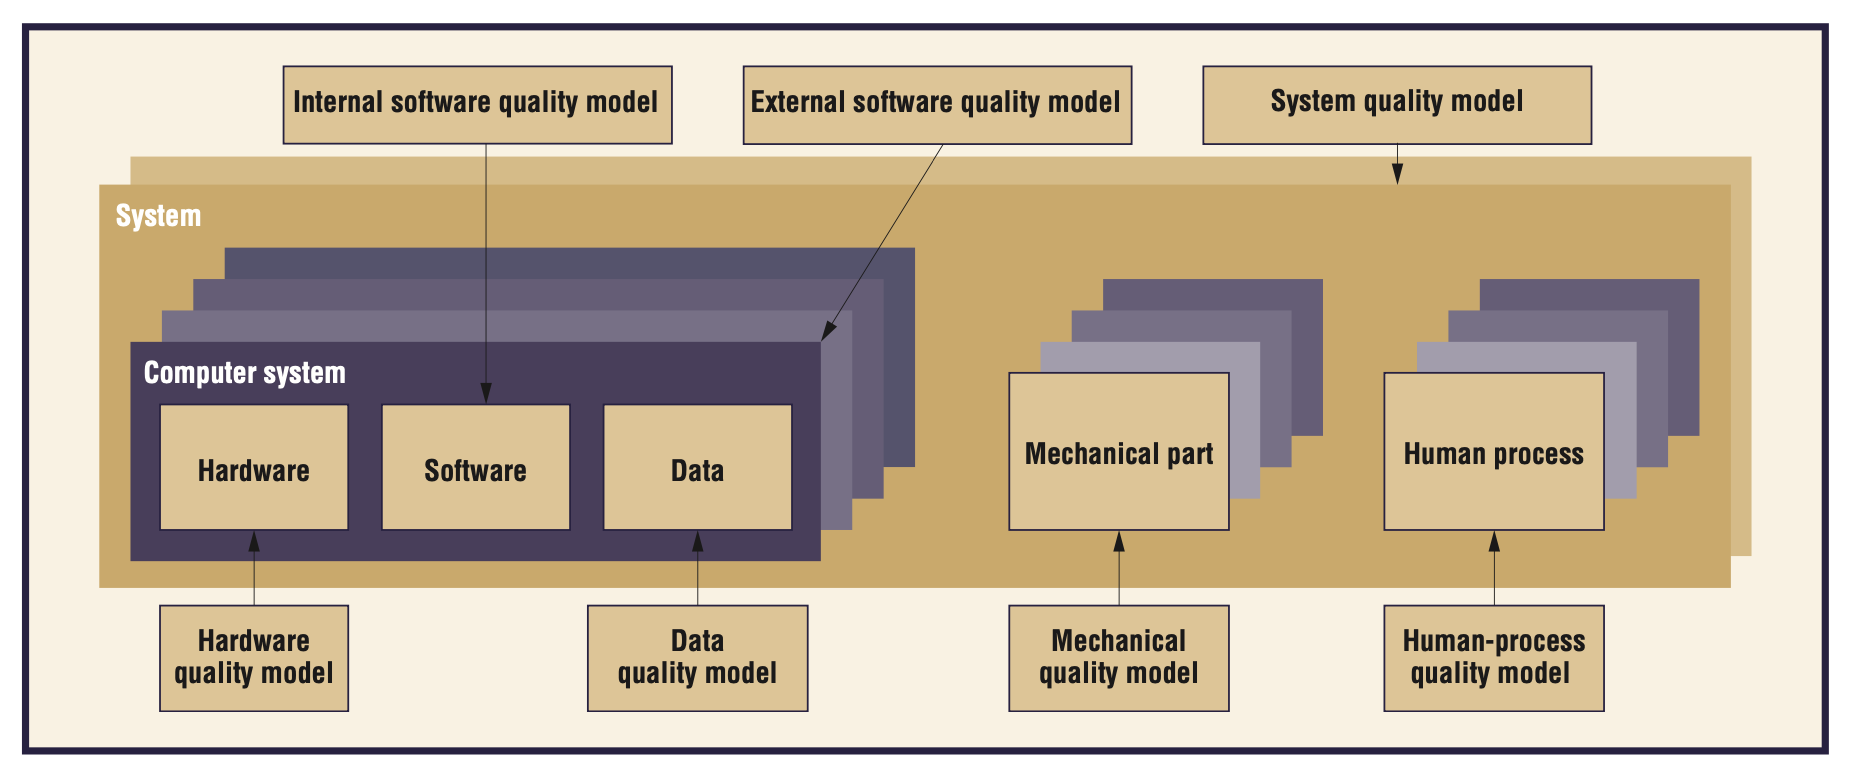 Internal software quality model
External software quality model
System quality model
System
Computer system
Hardware
Software
Data
Mechanical part
Human process
Hardware
quality model
Data
quality model
Mechanical
quality model
Human-process
quality model